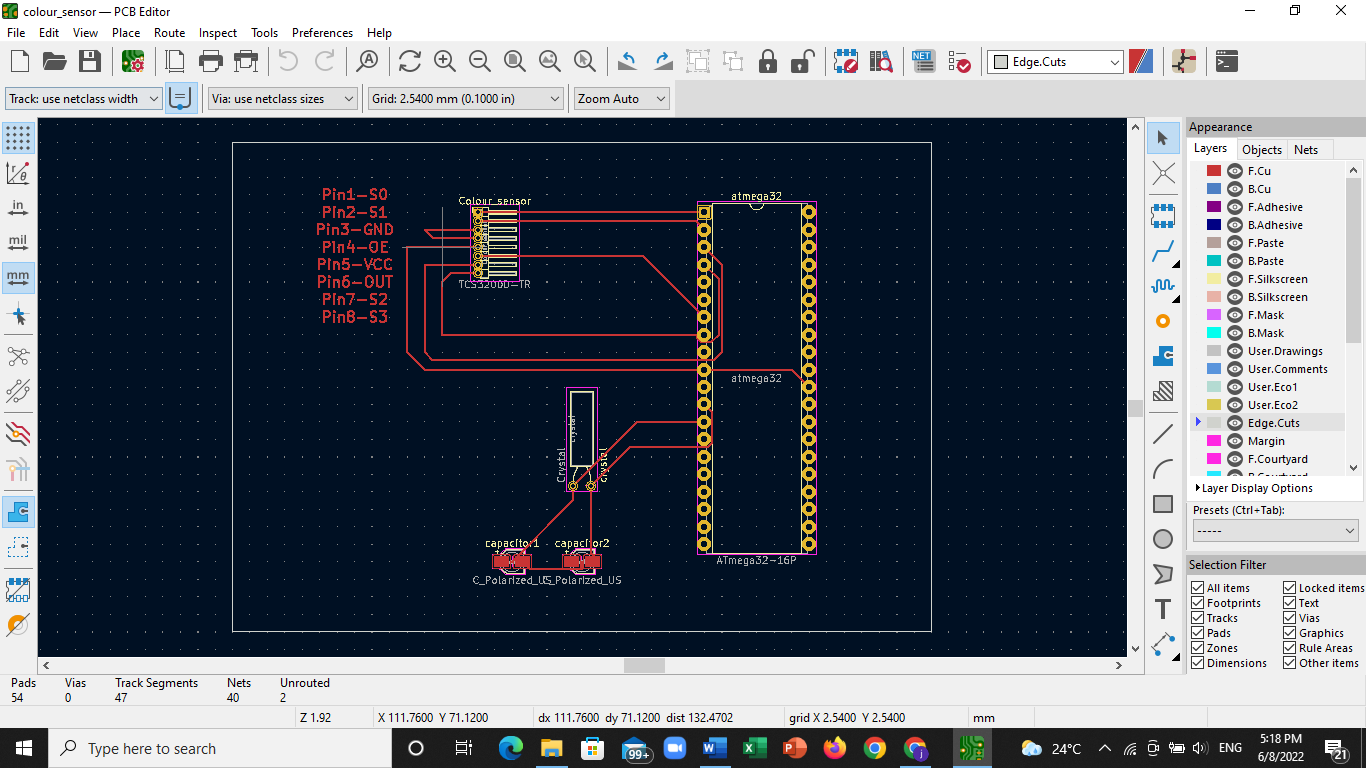 colour_sensor — PCB Editor
File Edit View Place Route Inspect Tools Preferences Help
Edge.Cuts
Track: use netclass width Via: use netclass sizes Grid: 2.5400 mm (0.1000 in) Zoom Auto
in
mil
mm
Pin1-S0
Pin2-S1
Pin3-GND
Pin4-OE
Pin5-VCC
Pin6-OUT
Pin7-S2
Pin8-S3
Colour_sensor
TCS3200D-TR
atmega32
atmega32
ATmega32-16P
Crystal
Crystal
Crystal
capacitor1 capacitor2
C_Polarized_US
C_Polarized_US
Appearance
Layers Objects Nets
F.Cu
B.Cu
F.Adhesive
B.Adhesive
F.Paste
B.Paste
F.Silkscreen
B.Silkscreen
F.Mask
B.Mask
User.Drawings
User.Comments
User.Eco1
User.Eco2
Edge.Cuts
Margin
F.Courtyard
B.Courtyard
Layer Display Options
Presets (Ctrl+Tab):
-----
Selection Filter
All items Locked items
Footprints Text
Tracks Vias
Pads Graphics
Zones Rule Areas
Dimensions Other items
Pads Vias Track Segments Nets Unrouted
54 0 47 40 2
Z 1.92 X 111.7600 Y 71.1200 dx 111.7600 dy 71.1200 dist 132.4702 grid X 2.5400 Y 2.5400 mm
Type here to search
99+
24°C ENG
5:18 PM
6/8/2022
21